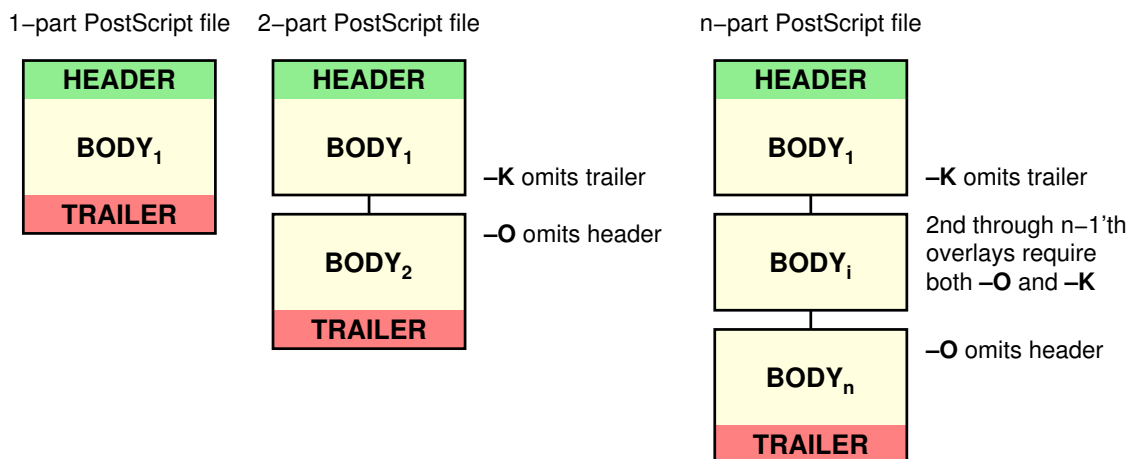 1−part PostScript file
HEADER
BODY1
TRAILER
2−part PostScript file
HEADER
BODY1
−K omits trailer
−O omits header
BODY2
TRAILER
n−part PostScript file
HEADER
BODY1
−K omits trailer
BODYi
2nd through n−1'th
overlays require
both −O and −K
BODYn
−O omits header
TRAILER